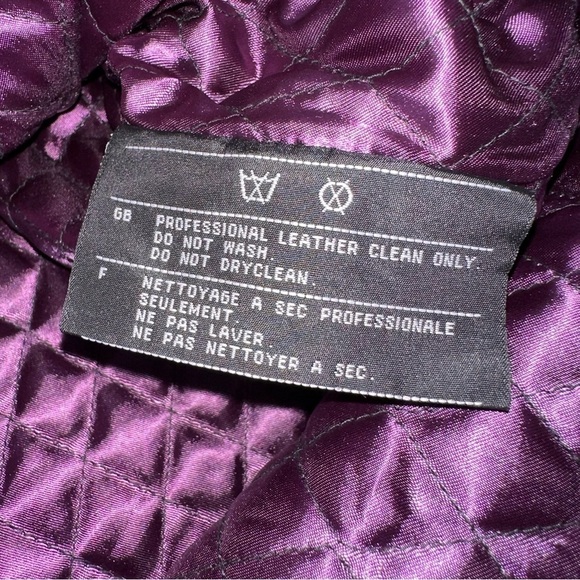 GB PROFESSIONAL LEATHER CLEAN ONLY.
DO NOT WASH.
DO NOT DRYCLEAN.
F NETTOYAGE A SEC PROFESSIONALE
SEULEMENT.
NE PAS LAVER.
NE PAS NETTOYER A SEC.